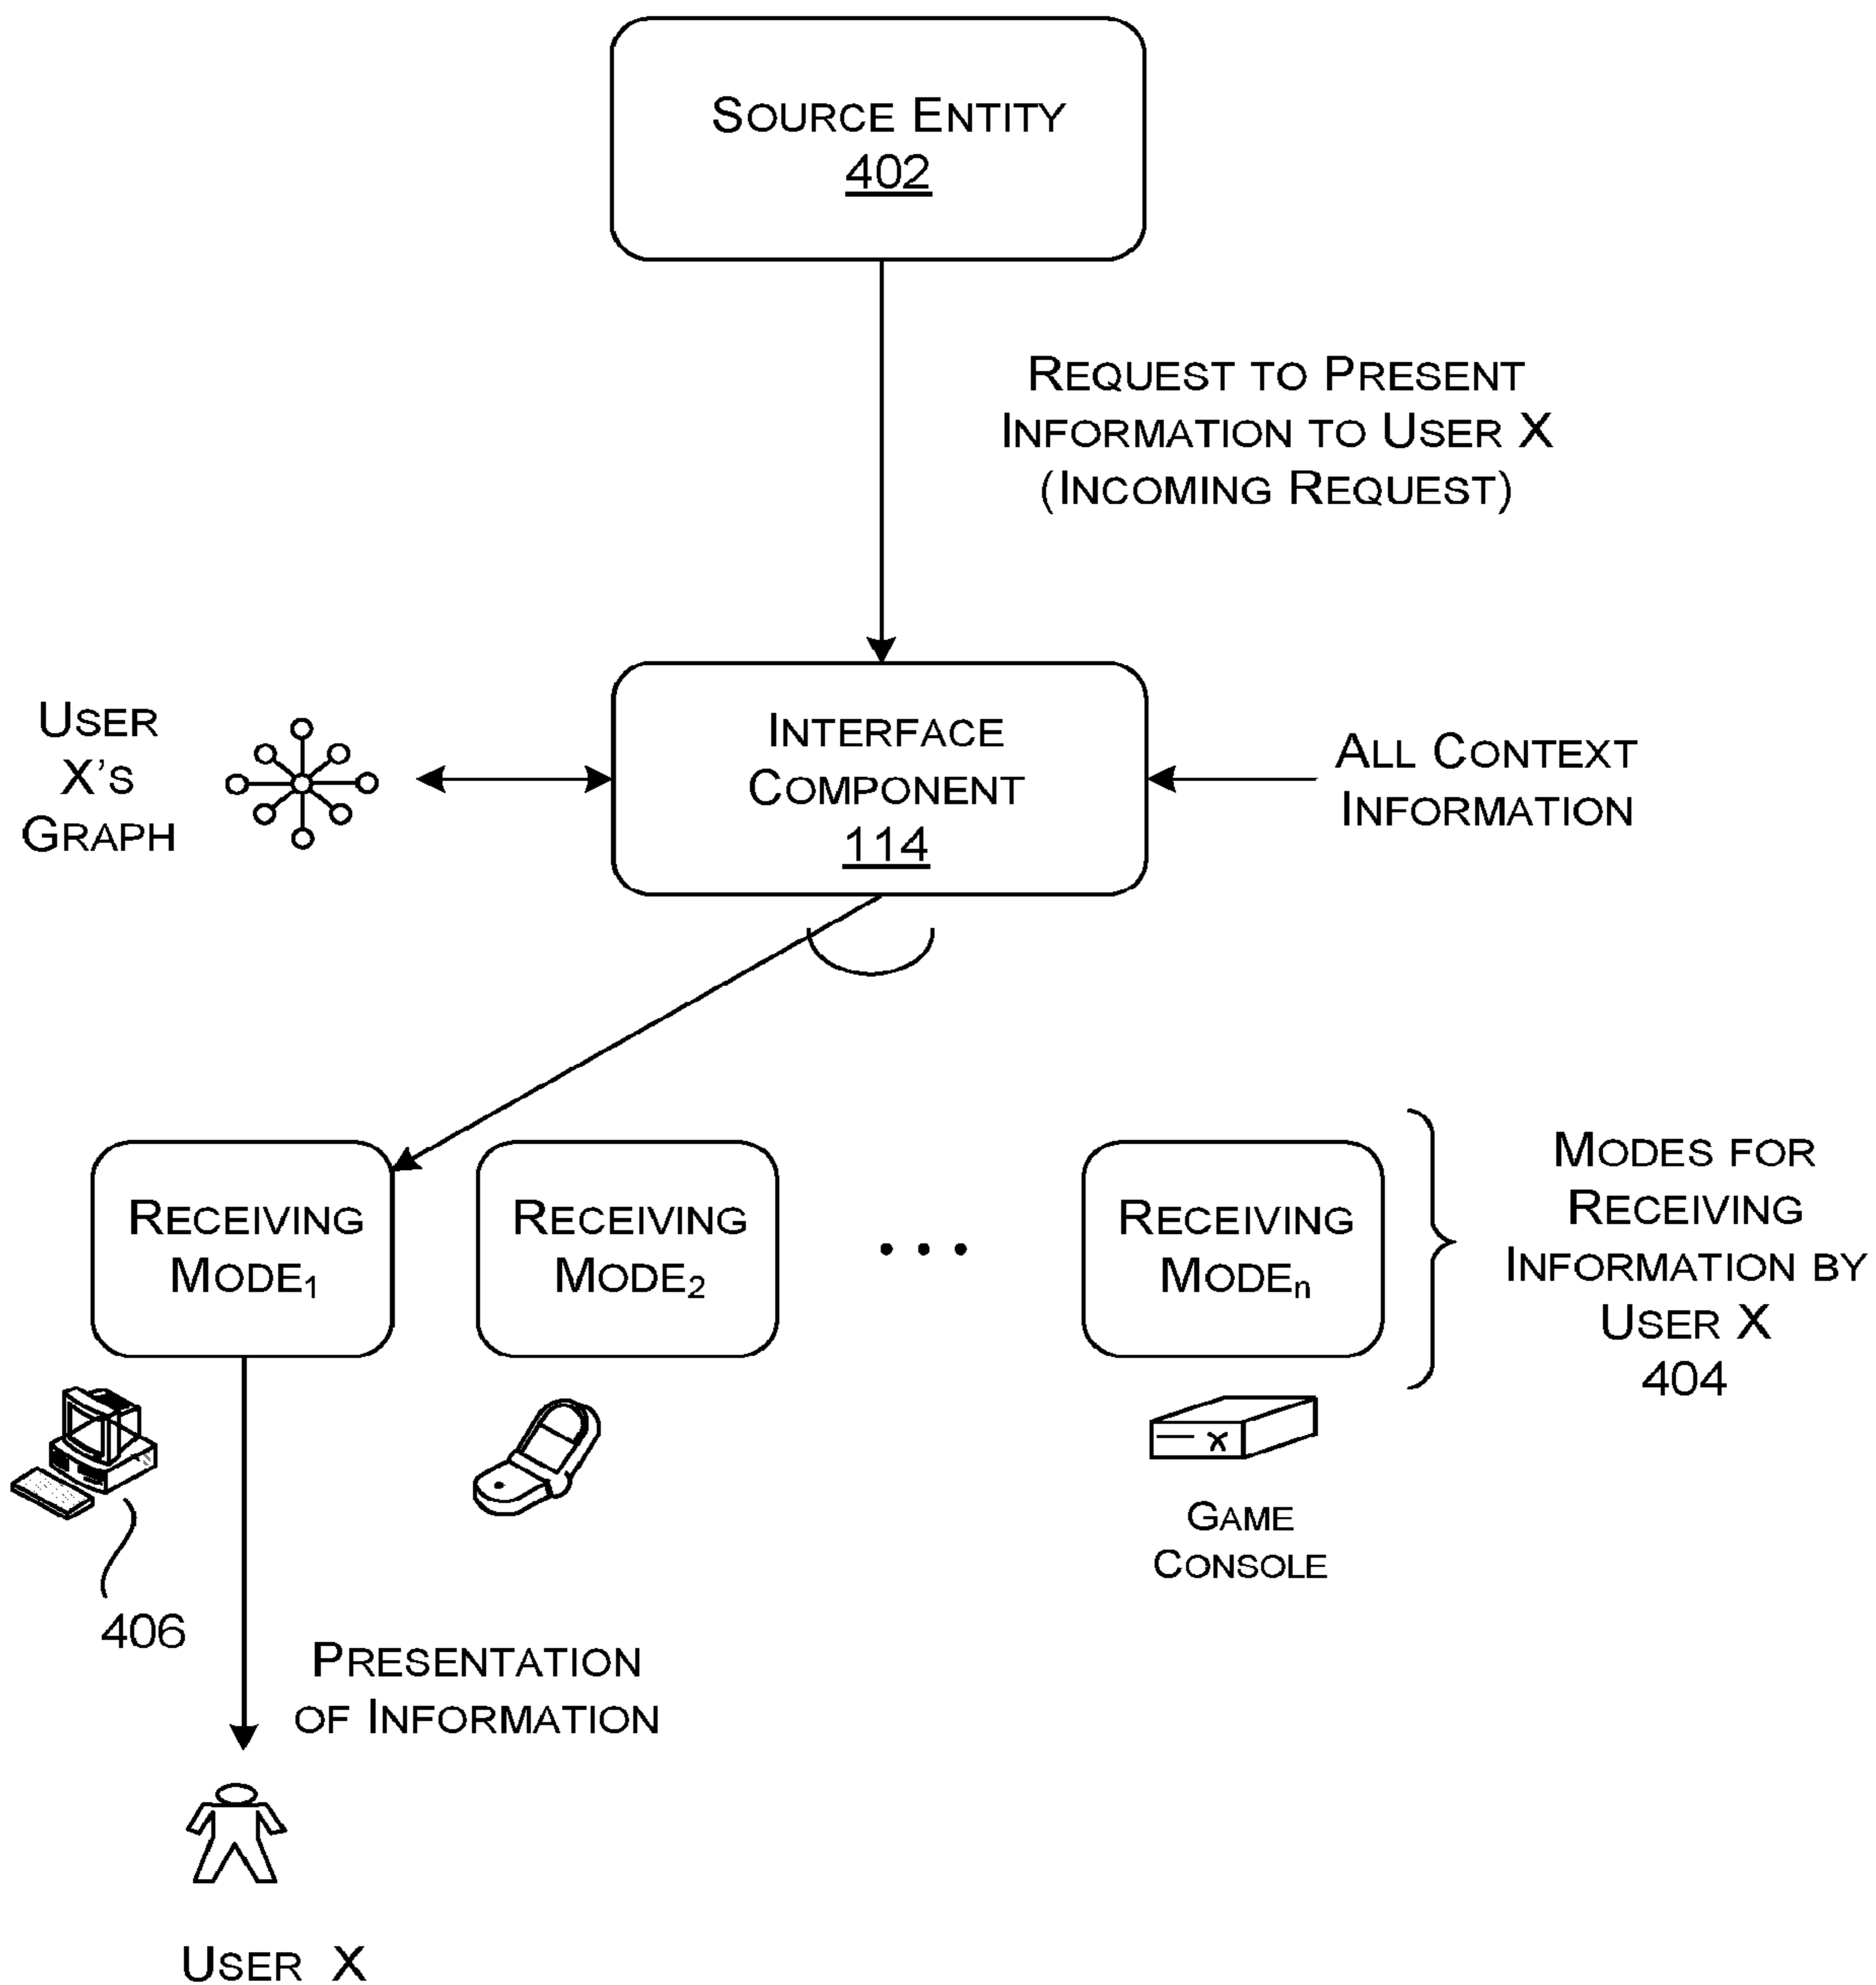 SOURCE ENTITY
402
REQUEST TO PRESENT
INFORMATION TO USER X
(INCOMING REQUEST)
USER
X'S
GRAPH
INTERFACE
COMPONENT
114
ALL CONTEXT
INFORMATION
RECEIVING
MODE₁
RECEIVING
MODE₂
• • •
RECEIVING
MODEₙ
MODES FOR
RECEIVING
INFORMATION BY
USER X
404
GAME
CONSOLE
406
PRESENTATION
OF INFORMATION
USER X